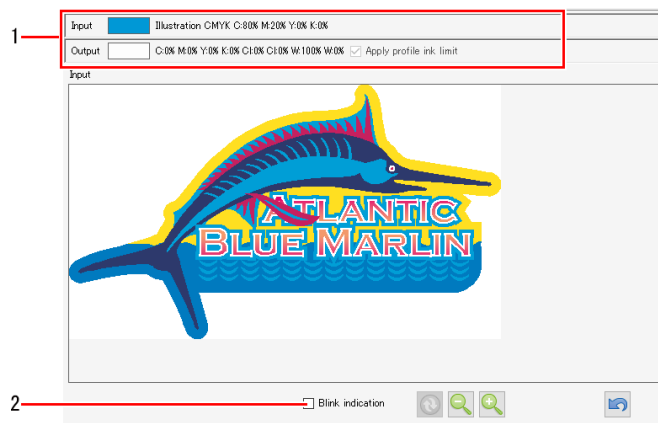 1
Input Illustration CMYK C:80% M:20% Y:0% K:0%
Output C:0% M:0% Y:0% K:0% Cl:0% Cl:0% W:100% W:0% Apply profile ink limit
Input
ATLANTIC
BLUE MARLIN
2
Blink indication